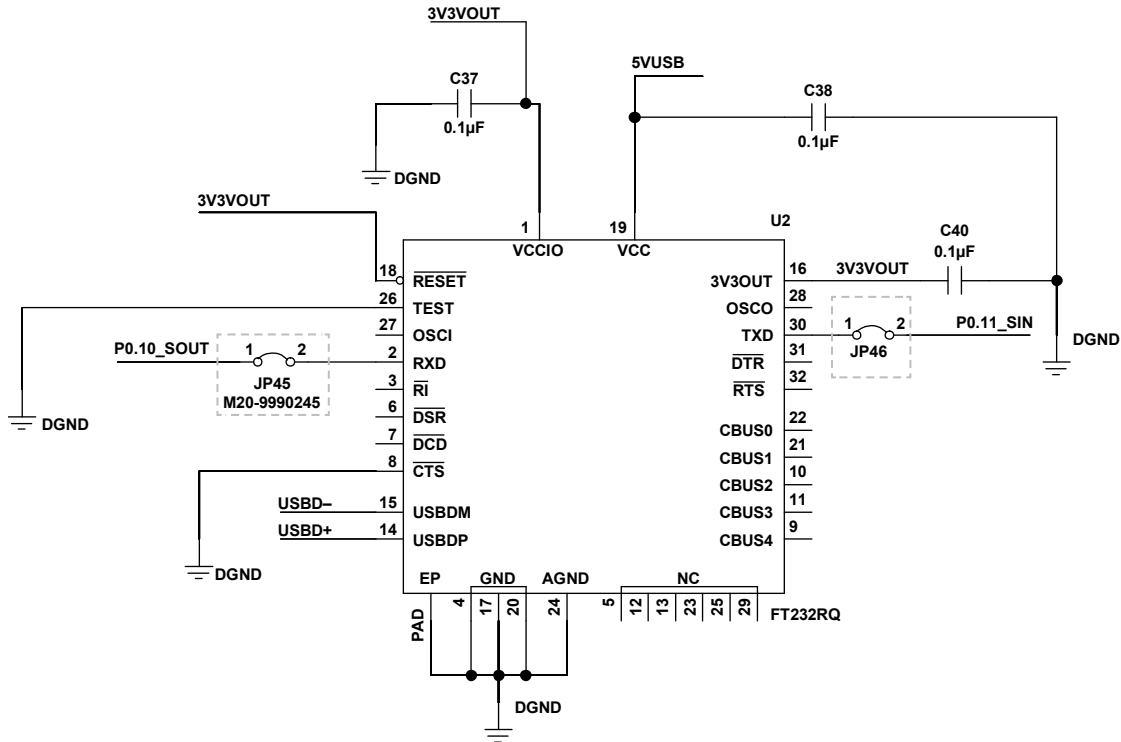 3V3VOUT
5VUSB
C37
0.1µF
C38
0.1µF
DGND
3V3VOUT
U2
1
19
VCCIO
VCC
C40
0.1µF
18
RESET
16
3V3OUT
3V3VOUT
26
TEST
28
OSCO
27
OSCI
30
TXD
1
2
P0.11_SIN
JP46
DGND
P0.10_SOUT
1
2
JP45
M20-9990245
2
RXD
31
DTR
3
RI
32
RTS
6
DSR
DGND
22
CBUS0
7
DCD
21
CBUS1
8
CTS
10
CBUS2
USBD–
15
USBDM
11
CBUS3
USBD+
14
USBDP
9
CBUS4
DGND
EP
GND
AGND
NC
PAD
4
17
20
24
5
12
13
23
25
29
FT232RQ
DGND